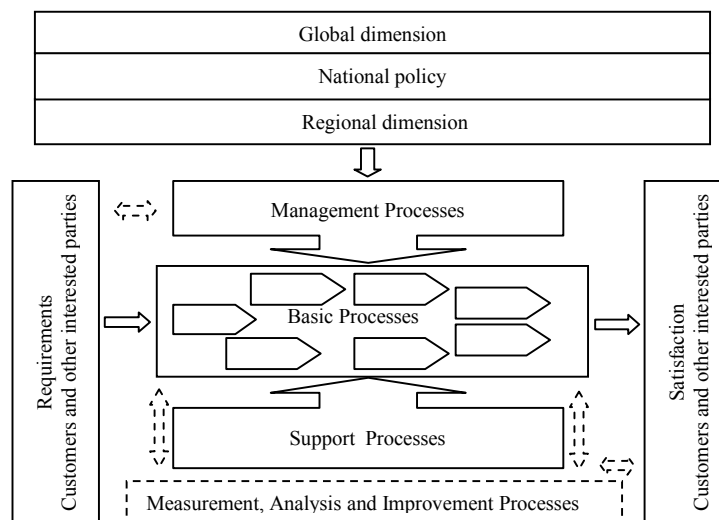 Global dimension
National policy
Regional dimension
Management Processes
Requirements
Customers and other interested parties
Basic Processes
Satisfaction
Customers and other interested parties
Support Processes
Measurement, Analysis and Improvement Processes